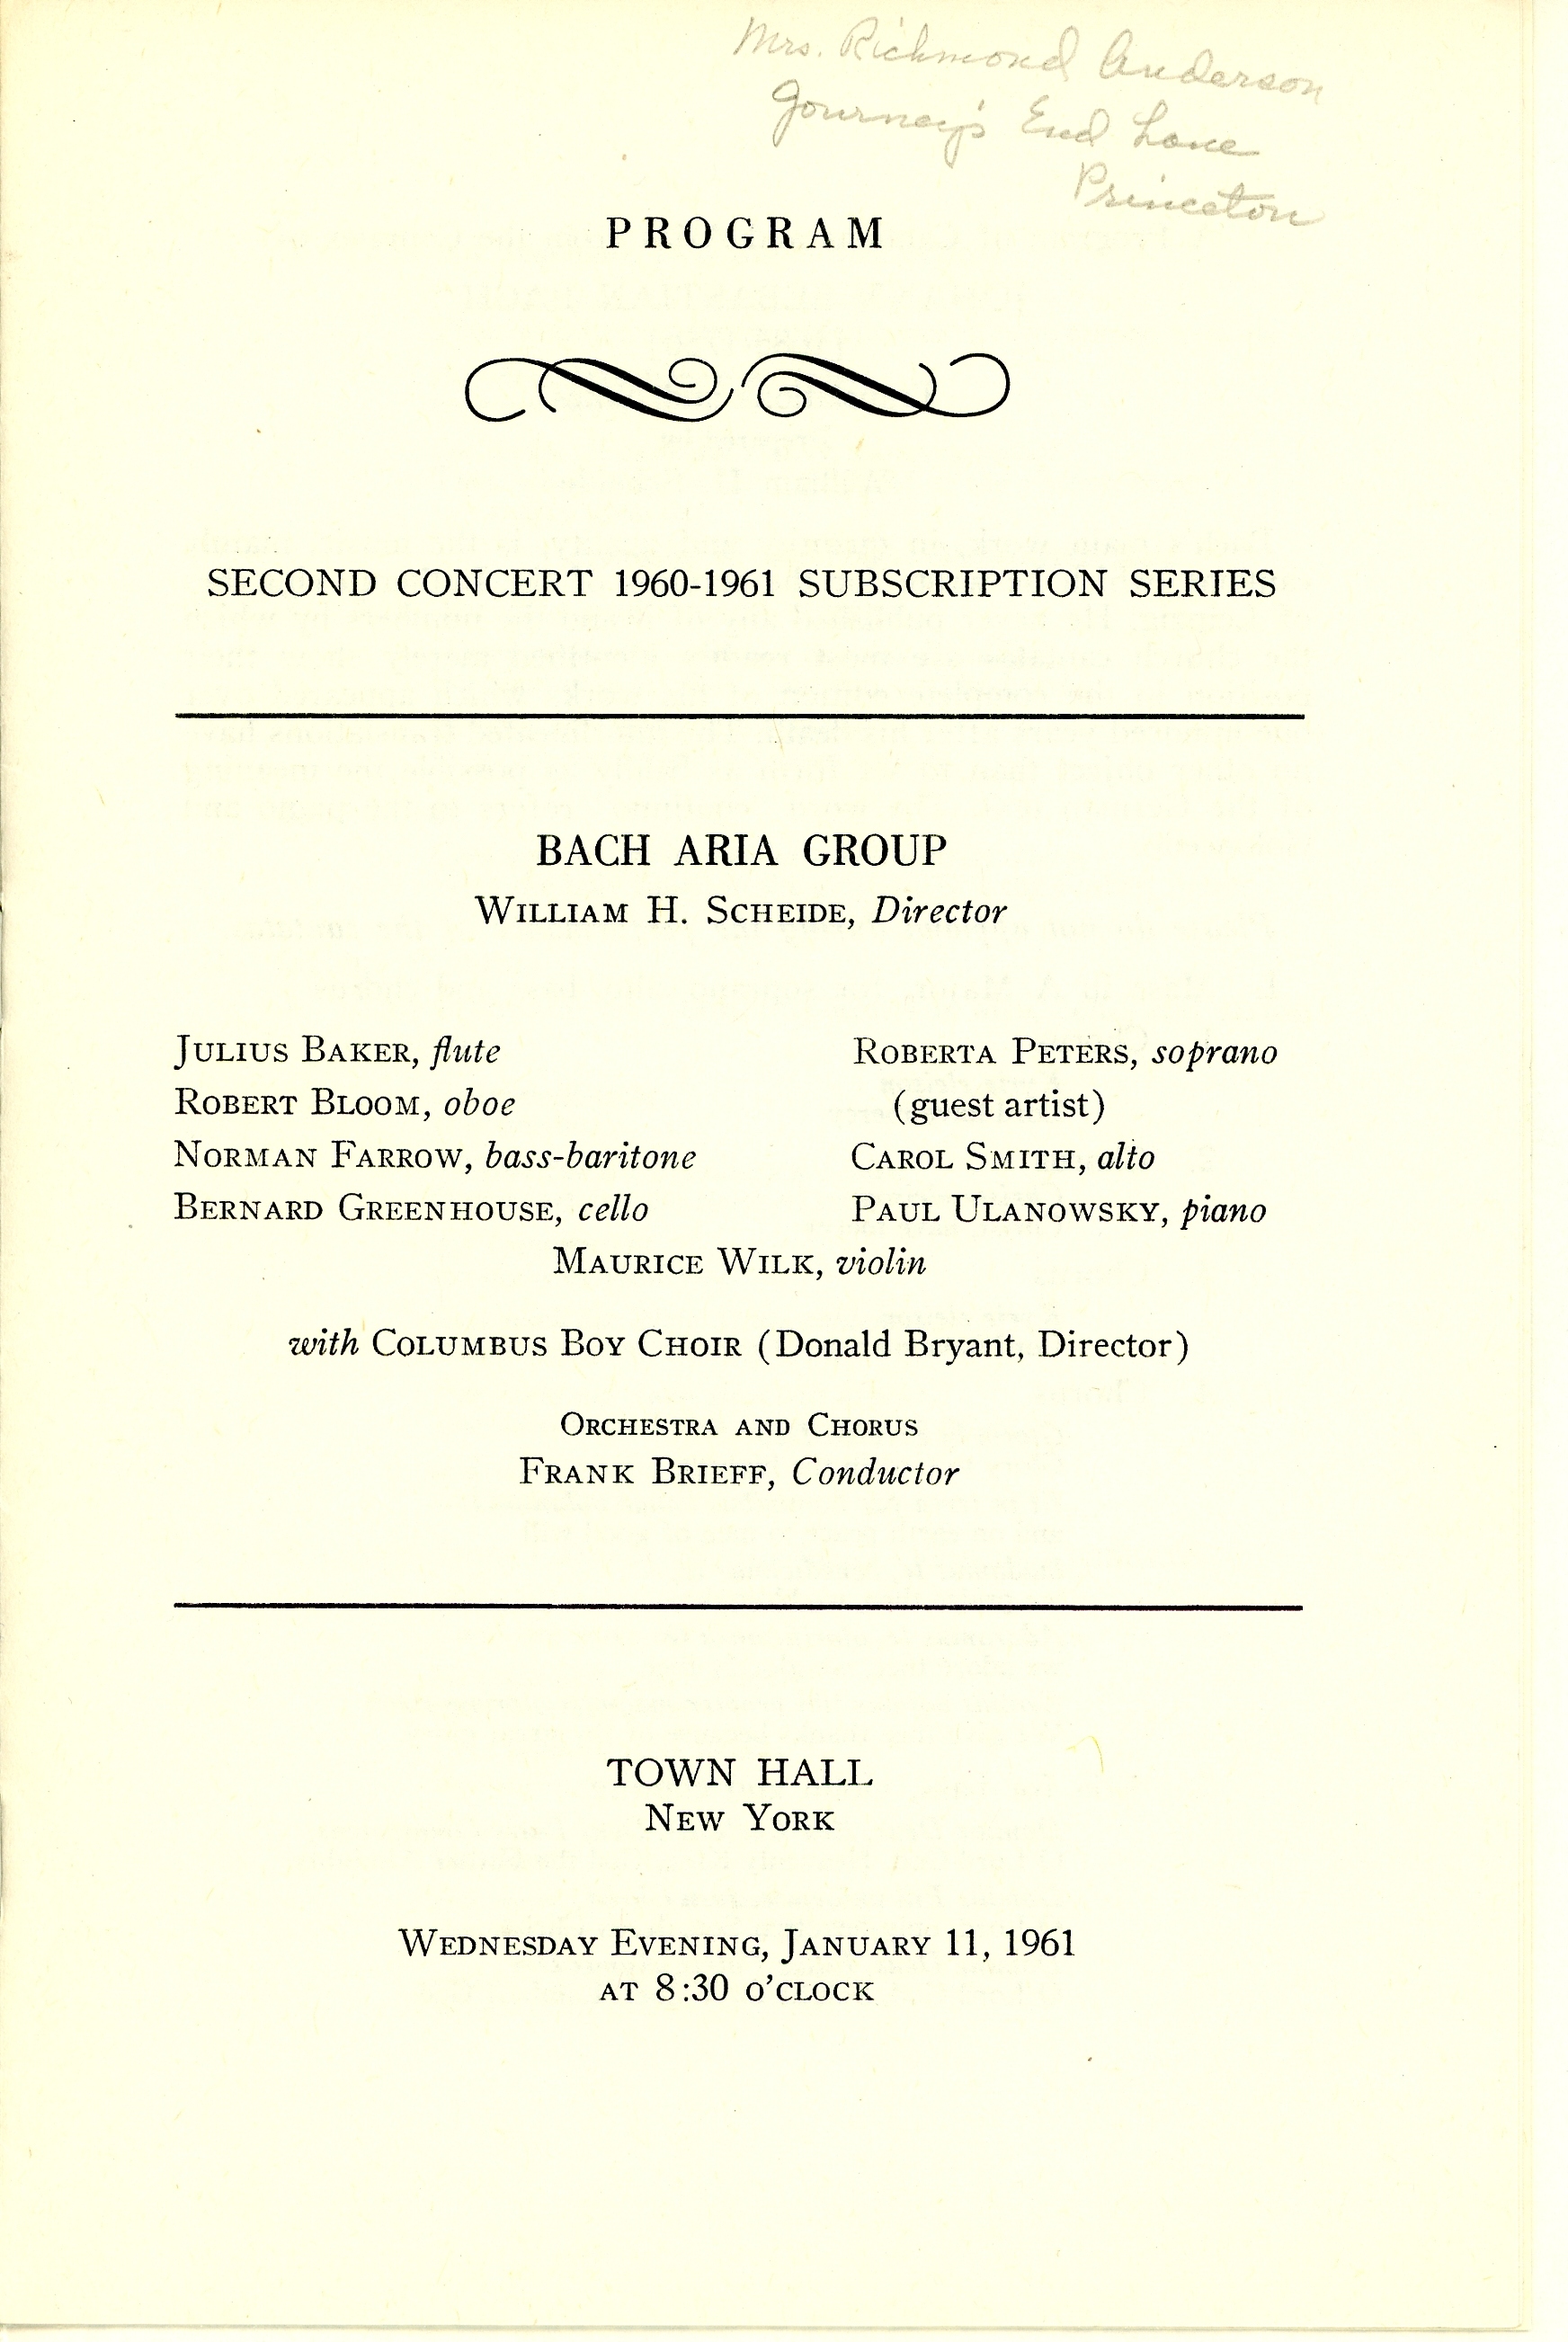 Mrs. Richmond Anderson
Journey's End Lane
Princeton
PROGRAM
SECOND CONCERT 1960-1961 SUBSCRIPTION SERIES
BACH ARIA GROUP
WILLIAM H. SCHEIDE, Director
JULIUS BAKER, flute
ROBERT BLOOM, oboe
NORMAN FARROW, bass-baritone
BERNARD GREENHOUSE, cello
ROBERTA PETERS, soprano
(guest artist)
CAROL SMITH, alto
PAUL ULANOWSKY, piano
MAURICE WILK, violin
with COLUMBUS BOY CHOIR (Donald Bryant, Director)
ORCHESTRA AND CHORUS
FRANK BRIEFF, Conductor
TOWN HALL
NEW YORK
WEDNESDAY EVENING, JANUARY 11, 1961
AT 8:30 O'CLOCK